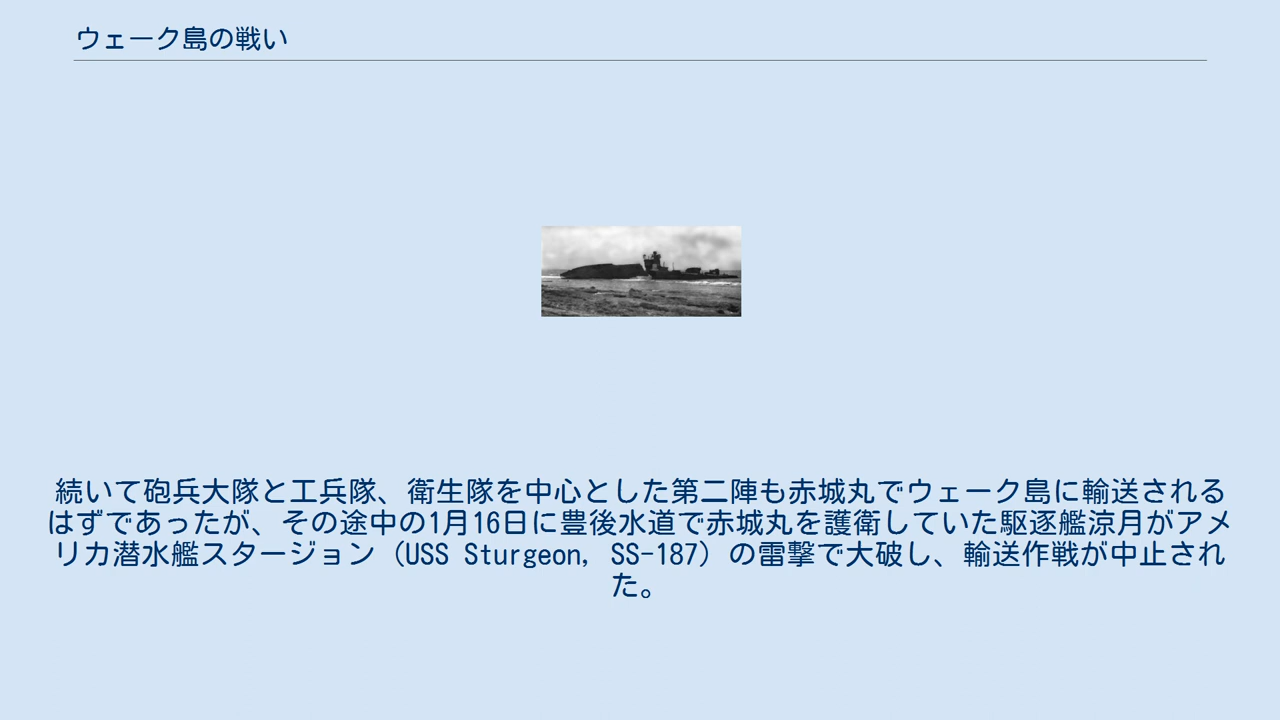 ウェーク島の戦い
続いて砲兵大隊と工兵隊、衛生隊を中心とした第二陣も赤城丸でウェーク島に輸送される
はずであったが、その途中の1月16日に豊後水道で赤城丸を護衛していた駆逐艦涼月がアメ
リカ潜水艦スタージョン（USS Sturgeon, SS-187）の雷撃で大破し、輸送作戦が中止され
た。